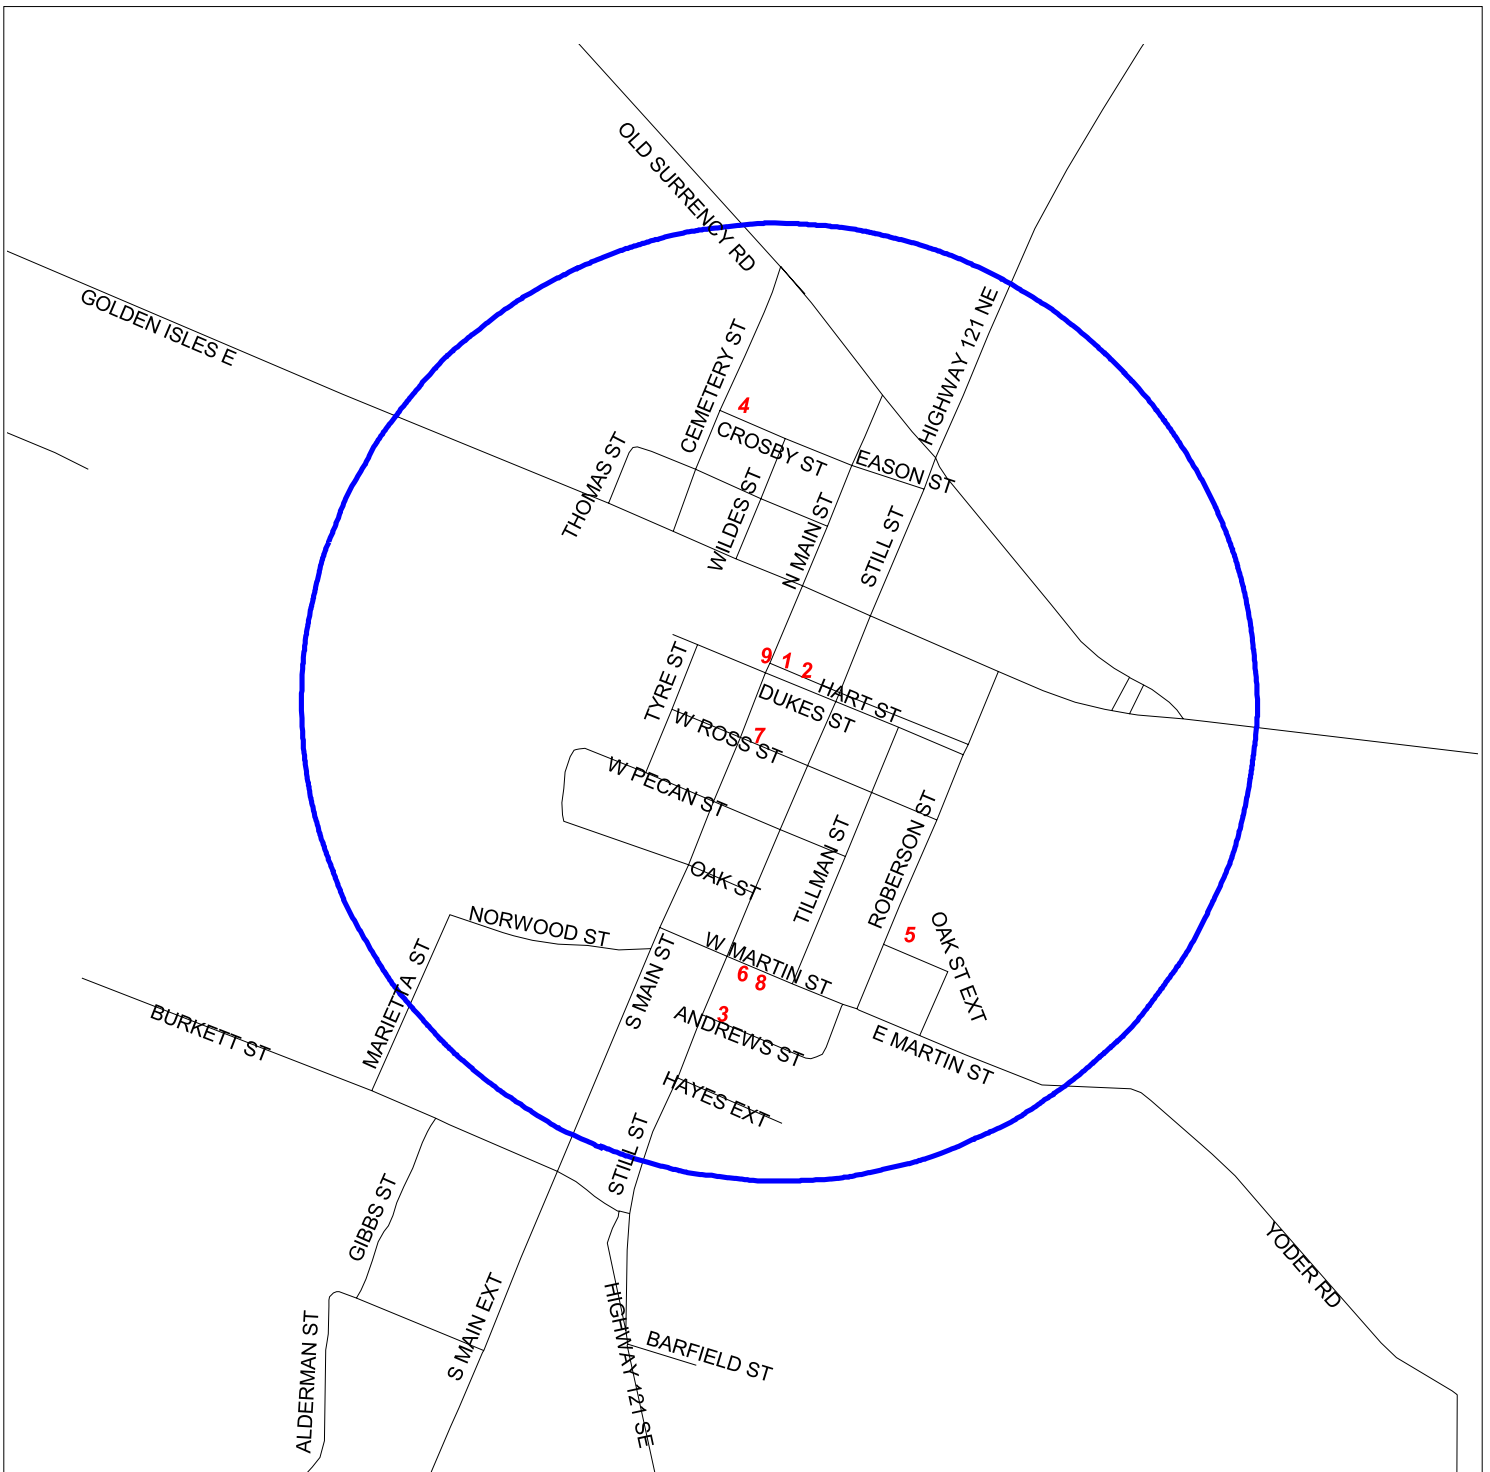 OLD SURRENCY RD
HIGHWAY 121 NE
GOLDEN ISLES E
CEMETERY ST
4
CROSBY ST
EASON ST
THOMAS ST
WILDES ST
N MAIN ST
STILL ST
9 1 2
HART ST
TYRE ST
DUKES ST
W ROSS ST
7
W PECAN ST
TILLMAN ST
ROBERSON ST
OAK ST
NORWOOD ST
5
OAK ST EXT
W MARTIN ST
MARIETTA ST
S MAIN ST
6 8
BURKETT ST
3
ANDREWS ST
E MARTIN ST
HAYES EXT
STILL ST
GIBBS ST
YODER RD
S MAIN EXT
HIGHWAY 121 SE
ALDERMAN ST
BARFIELD ST